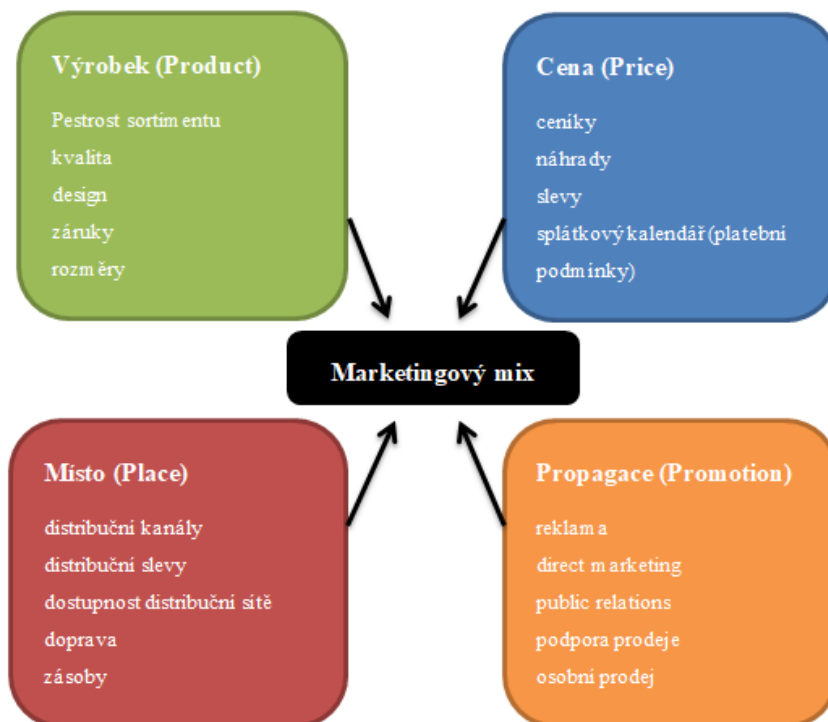 Výrobek (Product)
Pestrost sortimentu
kvalita
design
záruky
rozměry
Cena (Price)
ceníky
náhrady
slevy
splátkový kalendář (platební
podmínky)
Marketingový mix
Místo (Place)
distribuční kanály
distribuční slevy
dostupnost distribuční sítě
doprava
zásoby
Propagace (Promotion)
reklama
direct marketing
public relations
podpora prodeje
osobní prodej